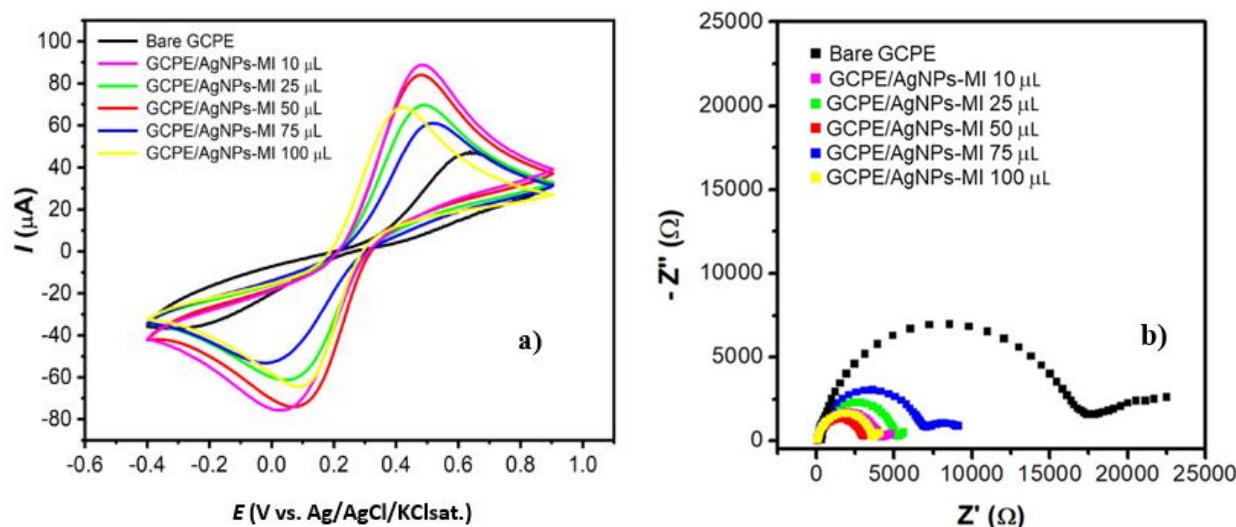 100
80
60
40
20
0
-20
-40
-60
-80
I (μA)
Bare GCPE
GCPE/AgNPs-MI 10 μL
GCPE/AgNPs-MI 25 μL
GCPE/AgNPs-MI 50 μL
GCPE/AgNPs-MI 75 μL
GCPE/AgNPs-MI 100 μL
a)
-0.6 -0.4 -0.2 0.0 0.2 0.4 0.6 0.8 1.0
E (V vs. Ag/AgCl/KClsat.)
25000
20000
15000
10000
5000
0
- Z" (Ω)
Bare GCPE
GCPE/AgNPs-MI 10 μL
GCPE/AgNPs-MI 25 μL
GCPE/AgNPs-MI 50 μL
GCPE/AgNPs-MI 75 μL
GCPE/AgNPs-MI 100 μL
b)
0 5000 10000 15000 20000 25000
Z' (Ω)